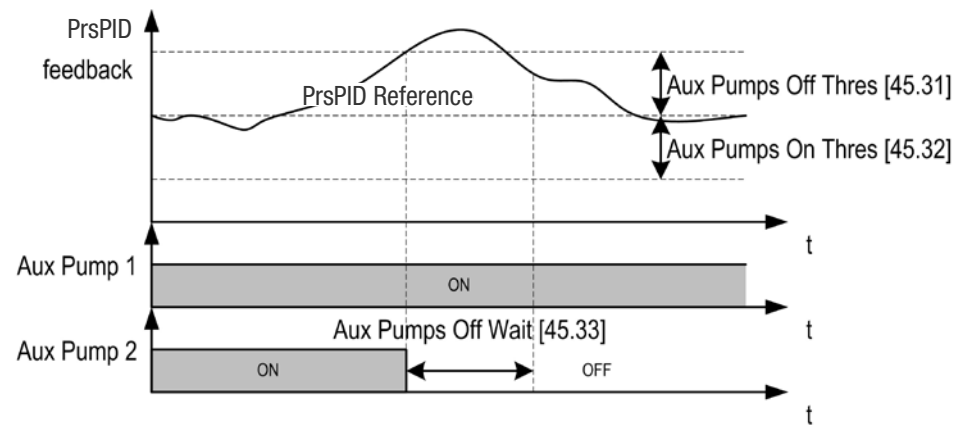 PrsPID
feedback
PrsPID Reference
Aux Pumps Off Thres [45.31]
Aux Pumps On Thres [45.32]
t
Aux Pump 1
ON
t
Aux Pumps Off Wait [45.33]
Aux Pump 2
ON
OFF
t